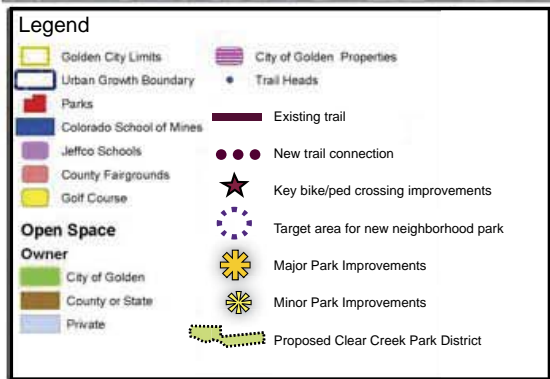 Legend
Golden City Limits
Urban Growth Boundary
Parks
Colorado School of Mines
Jeffco Schools
County Fairgrounds
Golf Course
Open Space
Owner
City of Golden
County or State
Private
City of Golden Properties
Trail Heads
Existing trail
New trail connection
Key bike/ped crossing improvements
Target area for new neighborhood park
Major Park Improvements
Minor Park Improvements
Proposed Clear Creek Park District